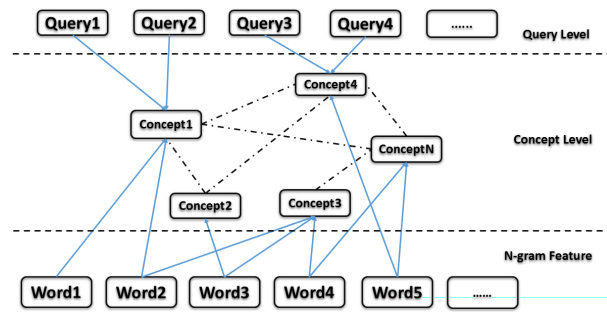 Query1 Query2 Query3 Query4 ......
Query Level
Concept4
Concept1
Concept Level
ConceptN
Concept2 Concept3
N-gram Feature
Word1 Word2 Word3 Word4 Word5 ......